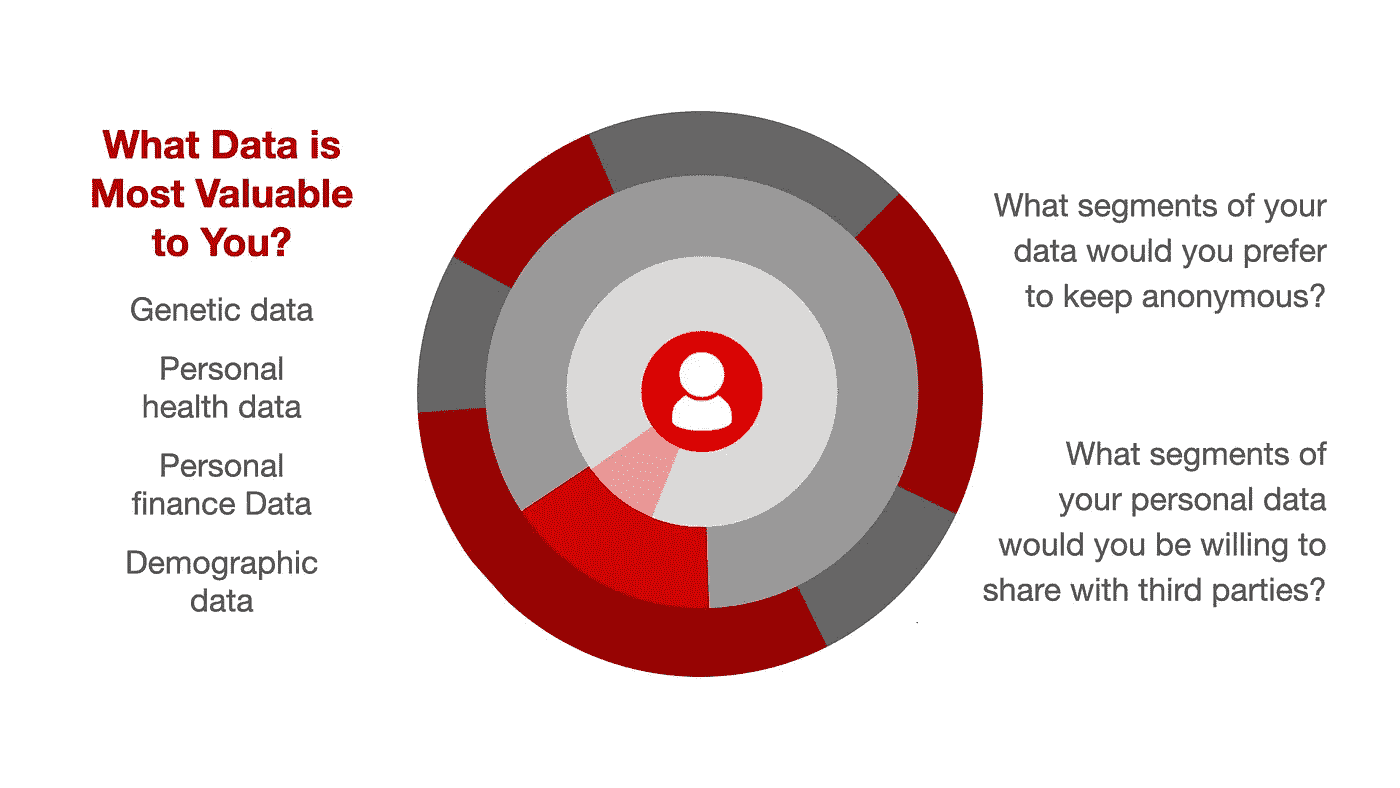 What Data is
Most Valuable
to You?
Genetic data
Personal
health data
Personal
finance Data
Demographic
data
What segments of your
data would you prefer
to keep anonymous?
What segments of
your personal data
would you be willing to
share with third parties?